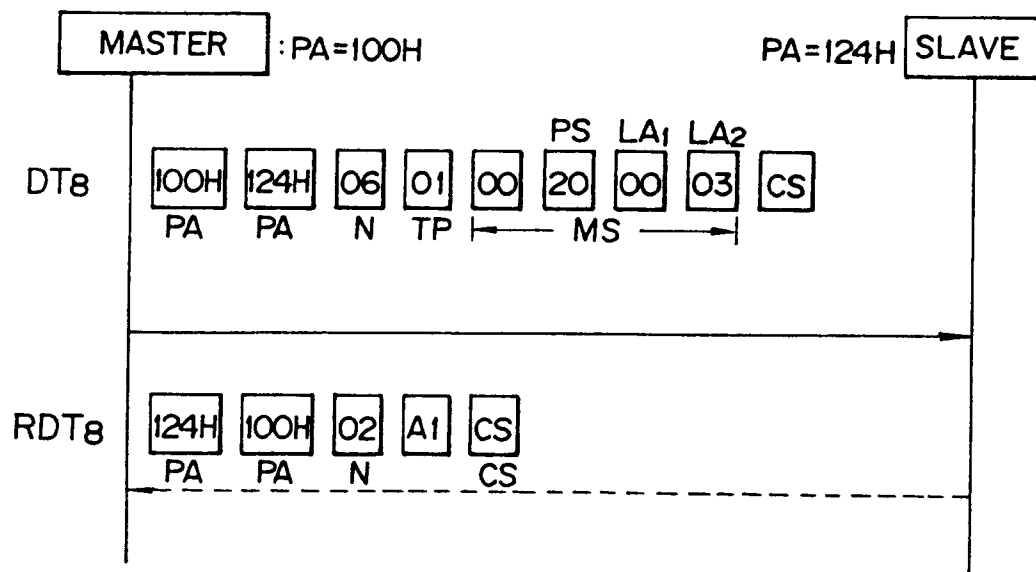 MASTER : PA=100H PA=124H SLAVE
PS LA1 LA2
DT8 100H 124H 06 01 00 20 00 03 CS
PA PA N TP MS
RDT8 124H 100H 02 A1 CS
PA PA N CS